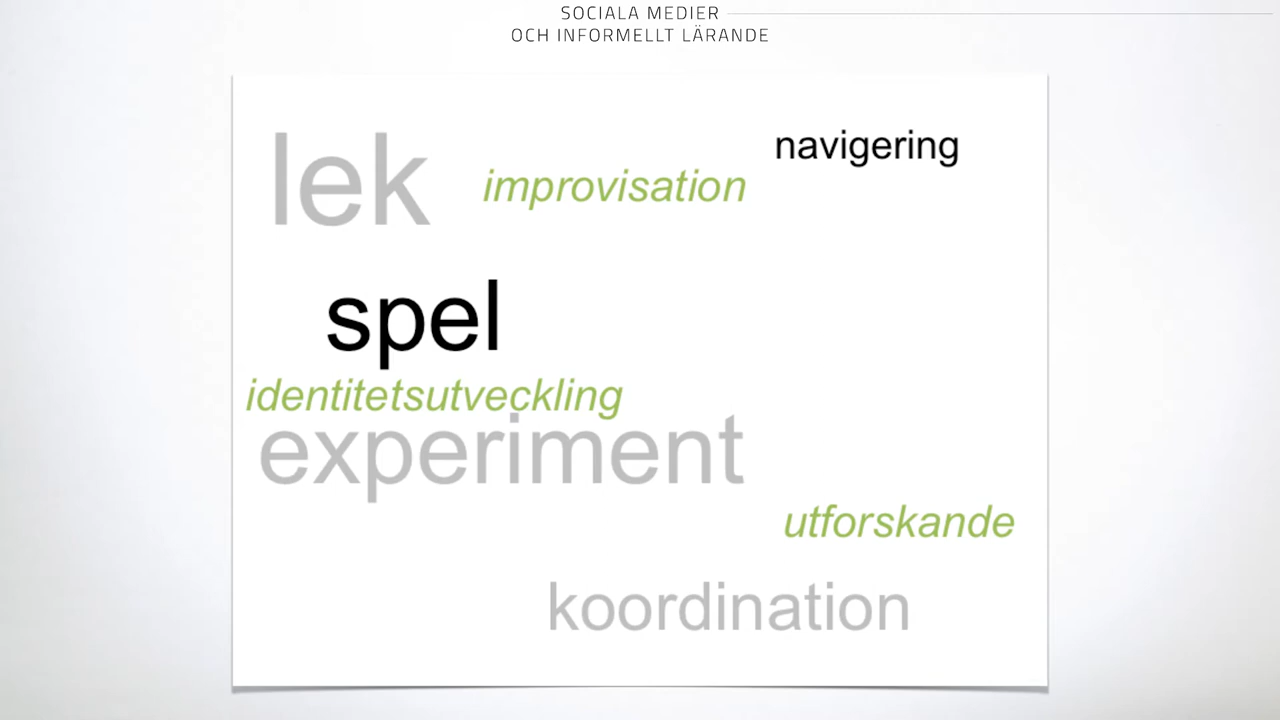 SOCIALA MEDIER
OCH INFORMELLT LÄRANDE
lek
improvisation
navigering
spel
identitetsutveckling
experiment
utforskande
koordination